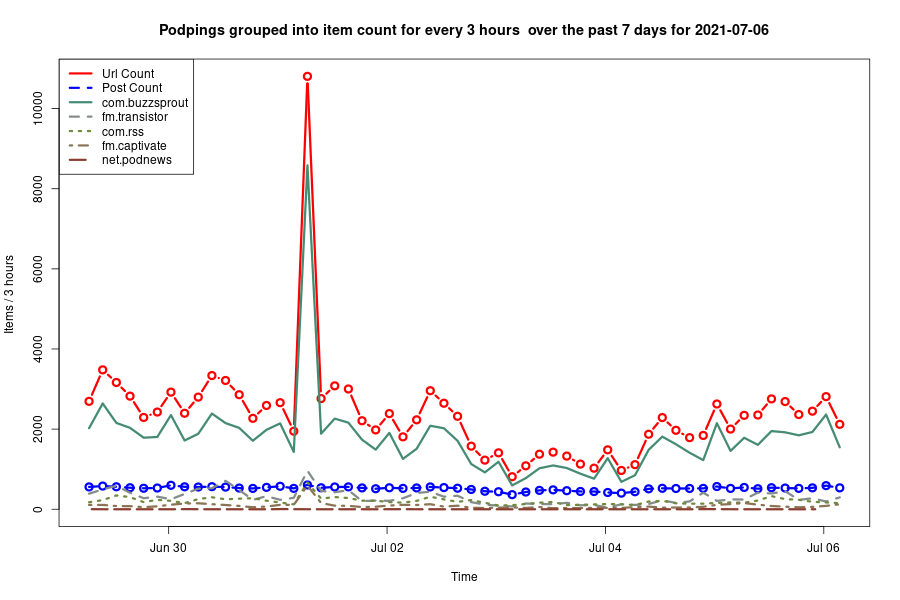 Podpings grouped into item count for every 3 hours  over the past 7 days for 2021-07-06
Url Count
Post Count
com.buzzsprout
fm.transistor
com.rss
fm.captivate
net.podnews
Items / 3 hours
10000
8000
6000
4000
2000
0
Jun 30
Jul 02
Jul 04
Jul 06
Time